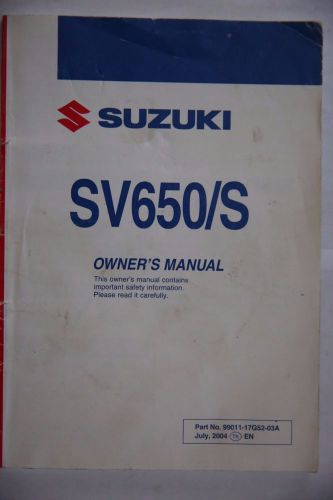 SUZUKI
SV650/S
OWNER'S MANUAL
This owner's manual contains
important safety information.
Please read it carefully.
Part No. 99011-17G52-03A
July, 2004 TK EN